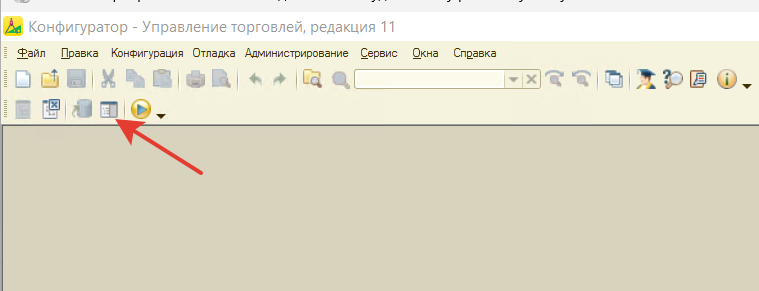 Конфигуратор - Управление торговлей, редакция 11
Файл Правка Конфигурация Отладка Администрирование Сервис Окна Справка